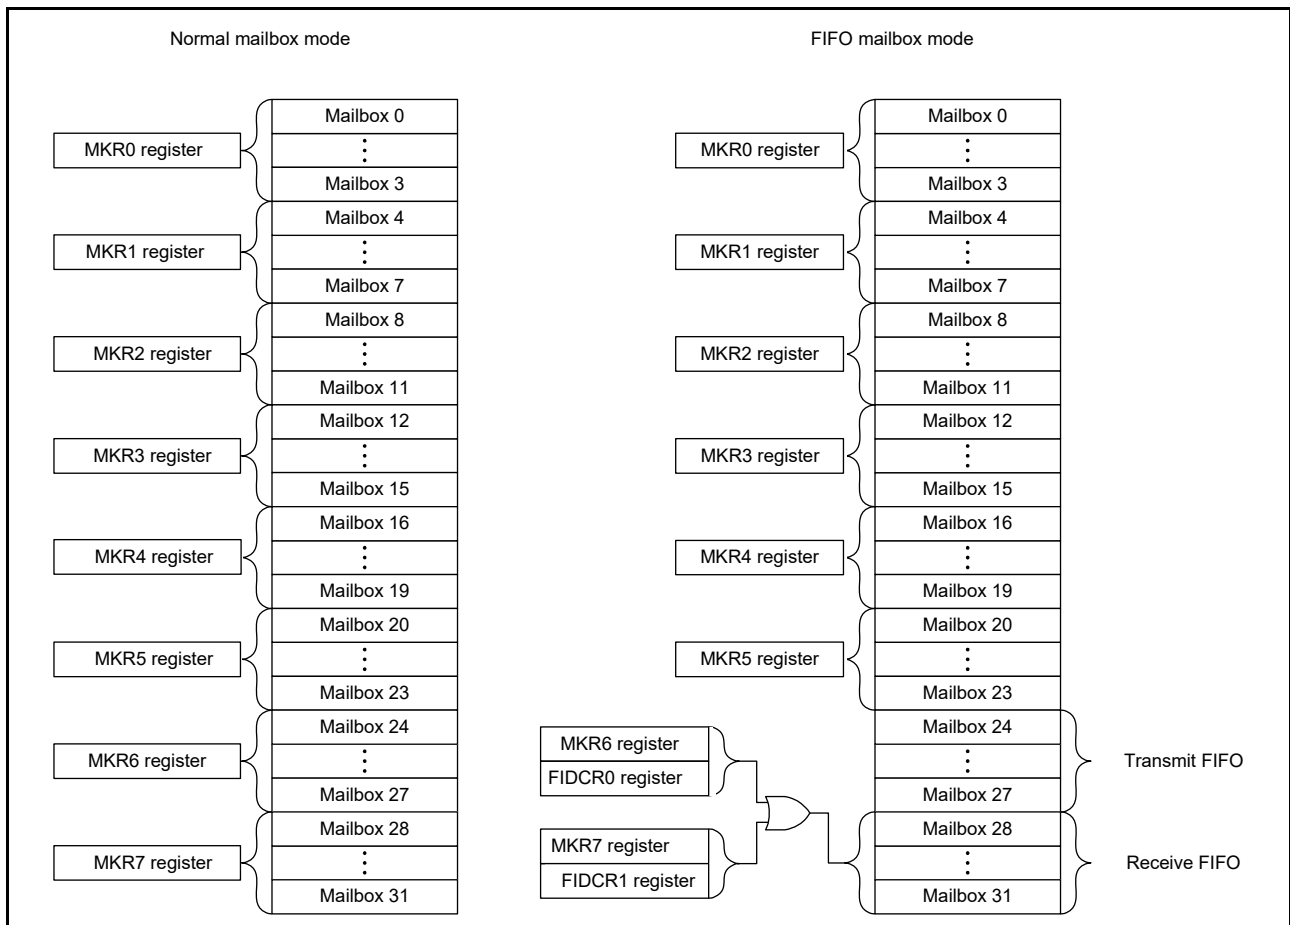 Normal mailbox mode
MKR0 register
Mailbox 0
Mailbox 3
MKR1 register
Mailbox 4
Mailbox 7
MKR2 register
Mailbox 8
Mailbox 11
MKR3 register
Mailbox 12
Mailbox 15
MKR4 register
Mailbox 16
Mailbox 19
MKR5 register
Mailbox 20
Mailbox 23
MKR6 register
Mailbox 24
Mailbox 27
MKR7 register
Mailbox 28
Mailbox 31
FIFO mailbox mode
MKR0 register
Mailbox 0
Mailbox 3
MKR1 register
Mailbox 4
Mailbox 7
MKR2 register
Mailbox 8
Mailbox 11
MKR3 register
Mailbox 12
Mailbox 15
MKR4 register
Mailbox 16
Mailbox 19
MKR5 register
Mailbox 20
Mailbox 23
MKR6 register
FIDCR0 register
Mailbox 24
Mailbox 27
Transmit FIFO
MKR7 register
FIDCR1 register
Mailbox 28
Mailbox 31
Receive FIFO